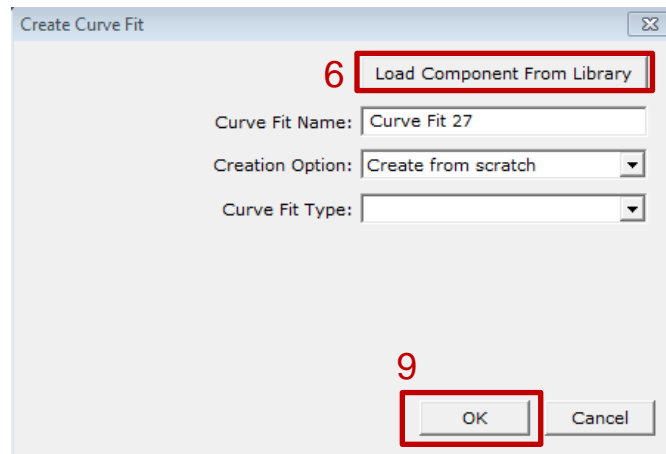 Create Curve Fit
6 Load Component From Library
Curve Fit Name: Curve Fit 27
Creation Option: Create from scratch
Curve Fit Type:
9
OK Cancel